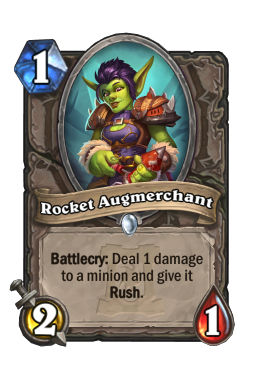 1
Rocket Augmerchant
Battlecry: Deal 1 damage
to a minion and give it
Rush.
2 1